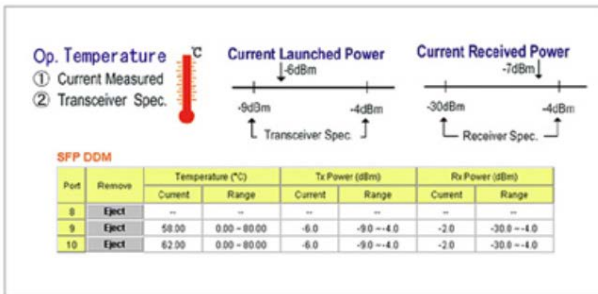 Op. Temperature °C
① Current Measured
② Transceiver Spec.
Current Launched Power
-6dBm
-9dBm -4dBm
Transceiver Spec.
Current Received Power
-7dBm
-30dBm -4dBm
Receiver Spec.
SFP DDM
Port Remove Temperature (°C) Tx Power (dBm) Rx Power (dBm)
Current Range Current Range Current Range
8 Eject -- -- -- -- -- --
9 Eject 58.00 0.00 ~ 80.00 -6.0 -9.0 ~ -4.0 -2.0 -30.0 ~ -4.0
10 Eject 62.00 0.00 ~ 80.00 -6.0 -9.0 ~ -4.0 -2.0 -30.0 ~ -4.0